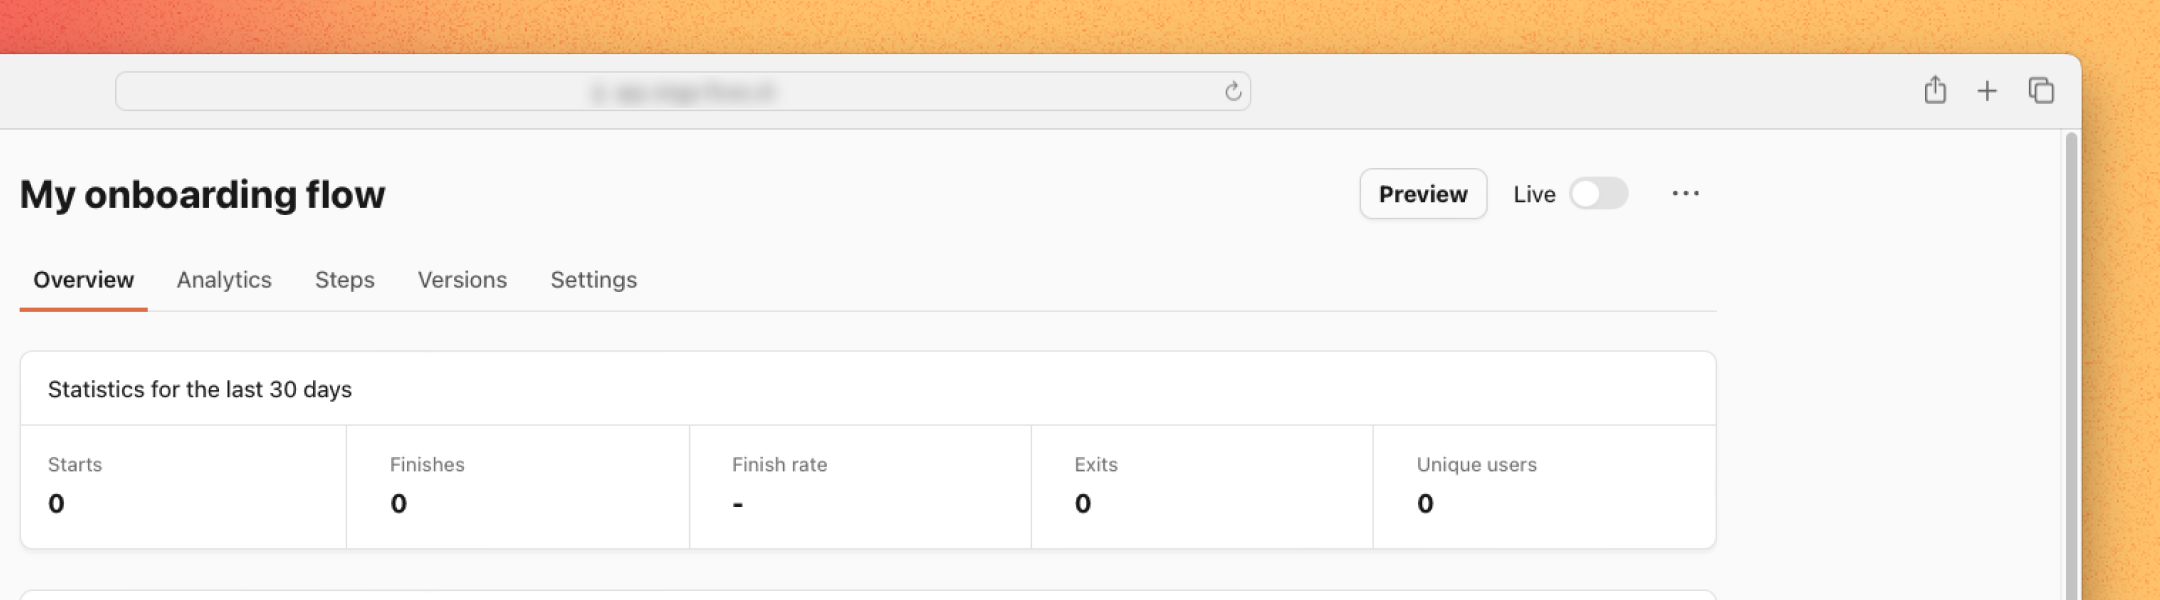 My onboarding flow
Preview
Live
Overview Analytics Steps Versions Settings
Statistics for the last 30 days
Starts Finishes Finish rate Exits Unique users
0 0 - 0 0